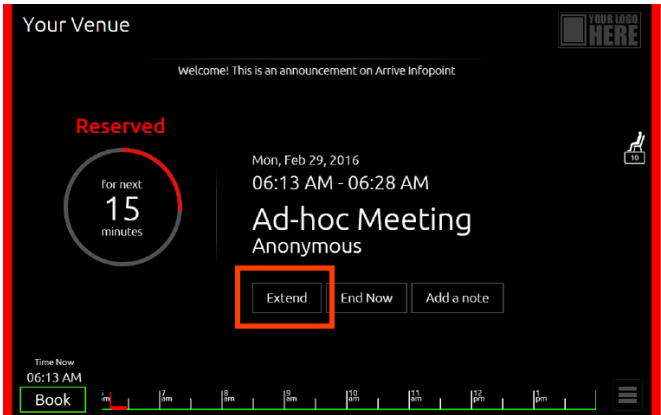 Your Venue
YOUR LOGO
HERE
Welcome! This is an announcement on Arrive Infopoint
Reserved
for next
15
minutes
Mon, Feb 29, 2016
06:13 AM - 06:28 AM
Ad-hoc Meeting
Anonymous
10
Extend
End Now
Add a note
Time Now
06:13 AM
Book
am
7 am
8 am
9 am
10 am
11 am
12 pm
1 pm